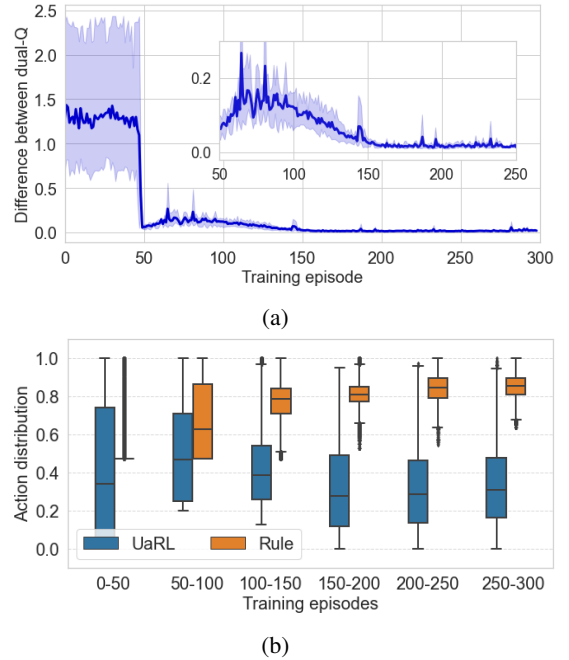 Difference between dual-Q
2.5
2.0
1.5
1.0
0.5
0.0
0.2
0.0
50 100 150 200 250
0 50 100 150 200 250 300
Training episode
(a)
Action distribution
1.0
0.8
0.6
0.4
0.2
0.0
UaRL Rule
0-50 50-100 100-150 150-200 200-250 250-300
Training episodes
(b)